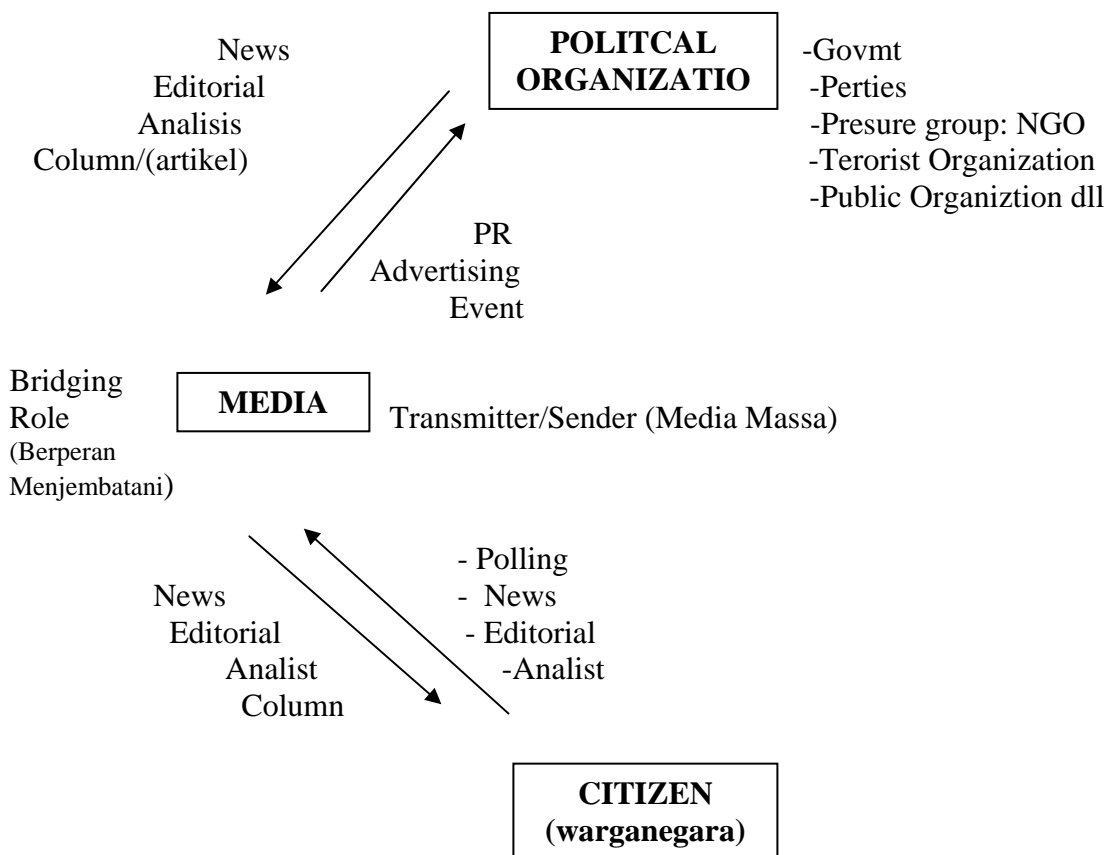 News
Editorial
Analisis
Column/(artikel)
POLITCAL
ORGANIZATIO
-Govmt
-Perties
-Presure group: NGO
-Terorist Organization
-Public Organiztion dll
PR
Advertising
Event
Bridging
Role
(Berperan
Menjembatani)
MEDIA
Transmitter/Sender (Media Massa)
News
Editorial
Analist
Column
- Polling
- News
- Editorial
-Analist
CITIZEN
(warganegara)